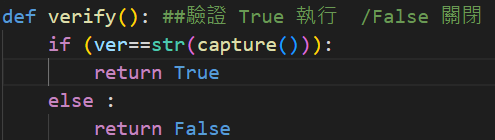 def verify(): ##驗證 True 執行  /False 關閉
    if (ver==str(capture())):
        return True
    else :
        return False